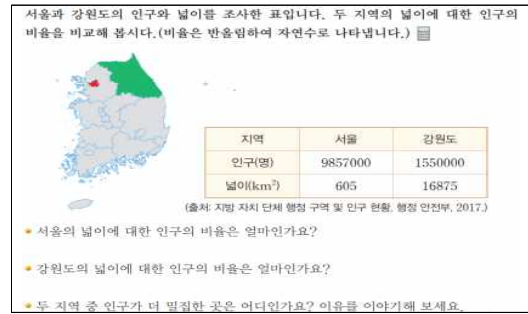 서울과 강원도의 인구와 넓이를 조사한 표입니다. 두 지역의 넓이에 대한 인구의
비율을 비교해 봅시다.(비율은 반올림하여 자연수로 나타냅니다.)
지역 서울 강원도
인구(명) 9857000 1550000
넓이(km²) 605 16875
(출처: 지방 자치 단체 행정 구역 및 인구 현황, 행정 안전부, 2017.)
서울의 넓이에 대한 인구의 비율은 얼마인가요?
강원도의 넓이에 대한 인구의 비율은 얼마인가요?
두 지역 중 인구가 더 밀집한 곳은 어디인가요? 이유를 이야기해 보세요.